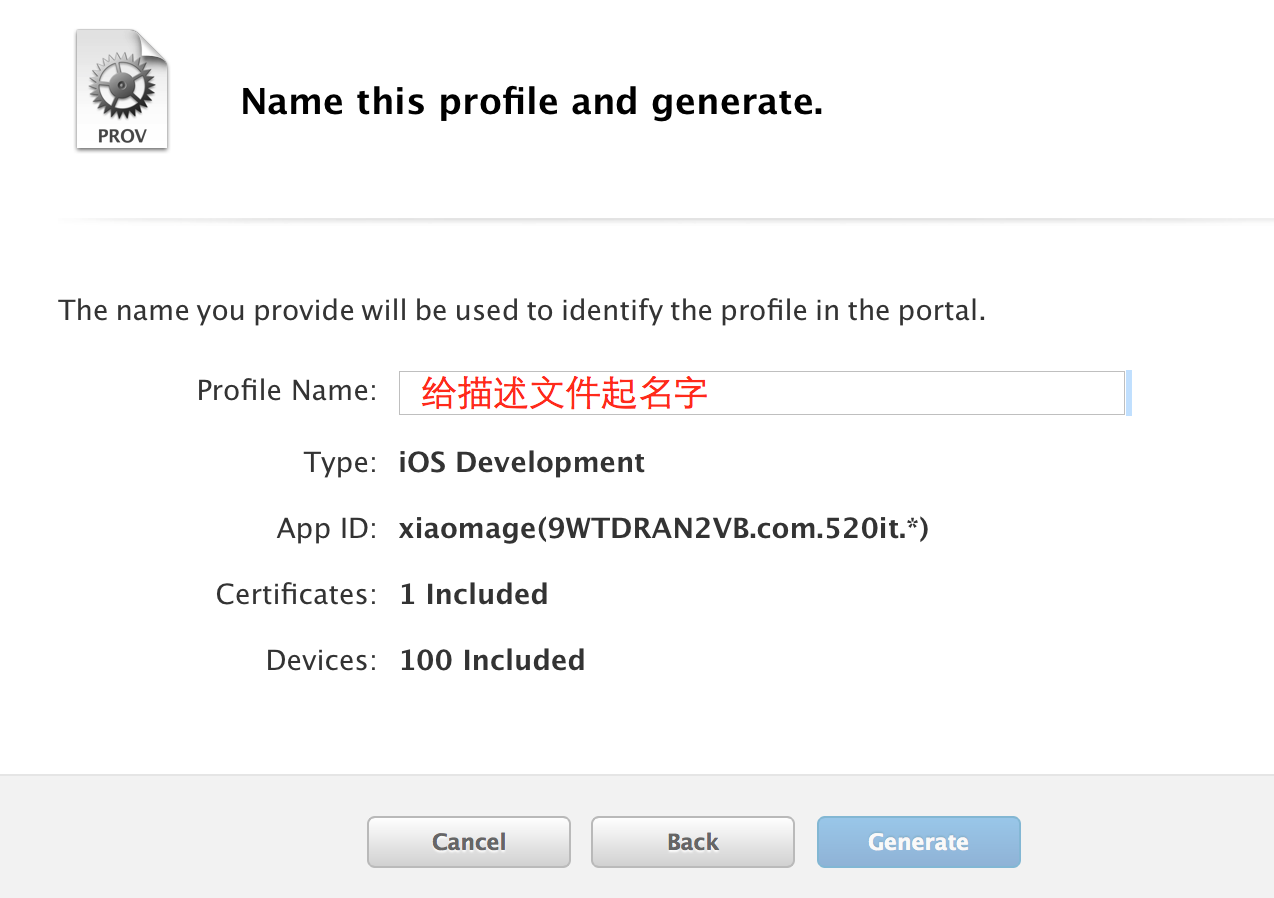 PROV
Name this profile and generate.
The name you provide will be used to identify the profile in the portal.
Profile Name: 给描述文件起名字
Type: iOS Development
App ID: xiaomage(9WTDRAN2VB.com.520it.*)
Certificates: 1 Included
Devices: 100 Included
Cancel Back Generate